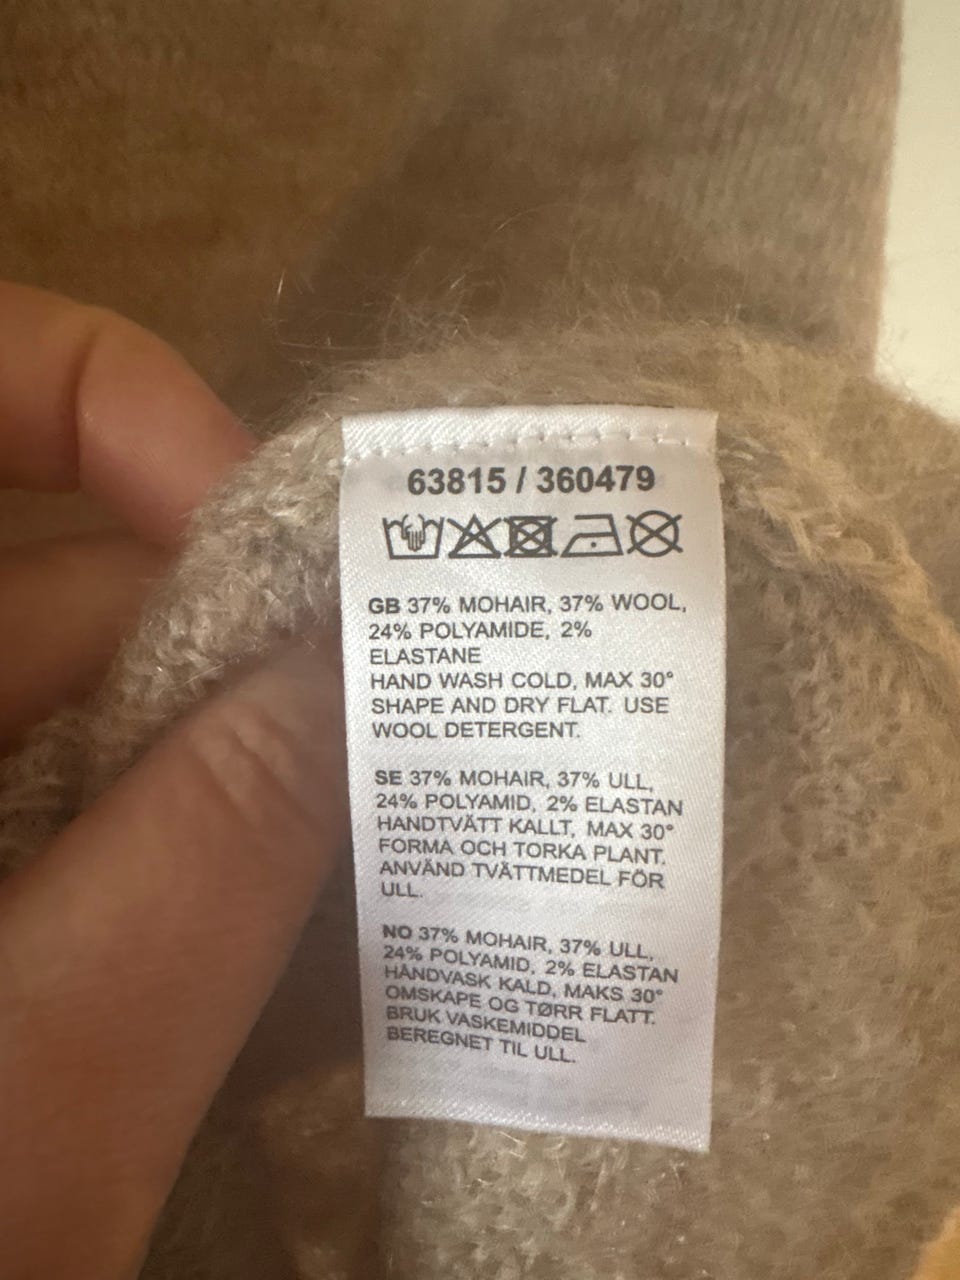 63815 / 360479
GB 37% MOHAIR, 37% WOOL,
24% POLYAMIDE, 2%
ELASTANE
HAND WASH COLD, MAX 30°
SHAPE AND DRY FLAT. USE
WOOL DETERGENT.
SE 37% MOHAIR, 37% ULL,
24% POLYAMID, 2% ELASTAN
HANDTVÄTT KALLT, MAX 30°
FORMA OCH TORKA PLANT.
ANVÄND TVÄTTMEDEL FÖR
ULL.
NO 37% MOHAIR, 37% ULL,
24% POLYAMID, 2% ELASTAN
HÅNDVASK KALD, MAKS 30°
OMSKAPE OG TØRR FLATT.
BRUK VASKEMIDDEL
BEREGNET TIL ULL.